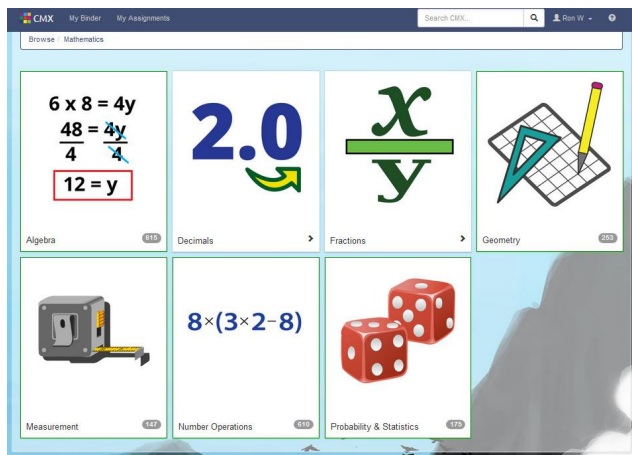 CMX My Binder My Assignments Search CMX... Ron W
Browse / Mathematics
6 x 8 = 4y
48 = 4y
4 4
12 = y
2.0
x
y
Algebra 615
Decimals
Fractions
Geometry 253
8×(3×2-8)
Measurement 147
Number Operations 610
Probability & Statistics 175